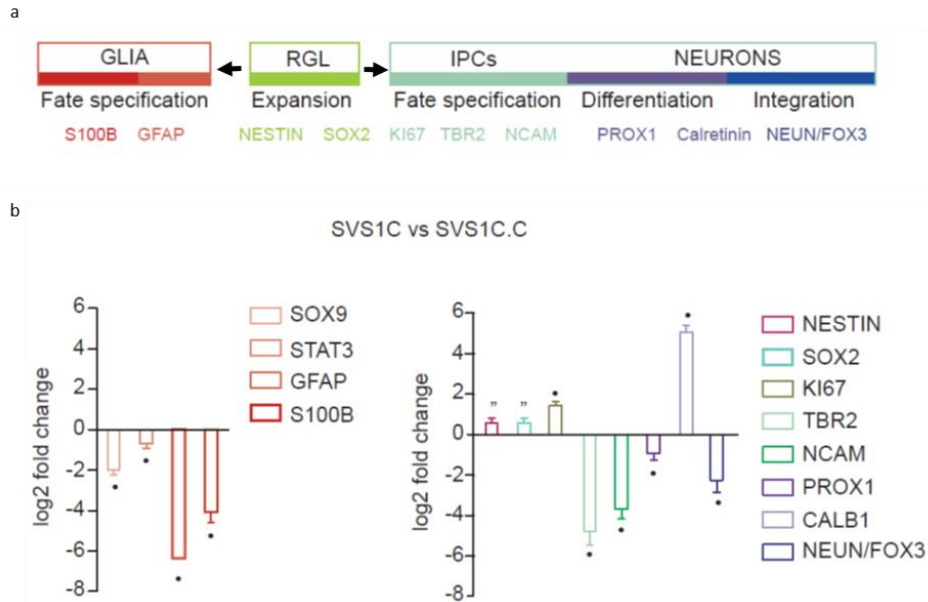 a
GLIA RGL IPCs NEURONS
Fate specification Expansion Fate specification Differentiation Integration
S100B GFAP NESTIN SOX2 KI67 TBR2 NCAM PROX1 Calretinin NEUN/FOX3
b
SVS1C vs SVS1C.C
log2 fold change
6
4
2
0
-2
-4
-6
-8
SOX9
STAT3
GFAP
S100B
log2 fold change
6
4
2
0
-2
-4
-6
-8
NESTIN
SOX2
KI67
TBR2
NCAM
PROX1
CALB1
NEUN/FOX3